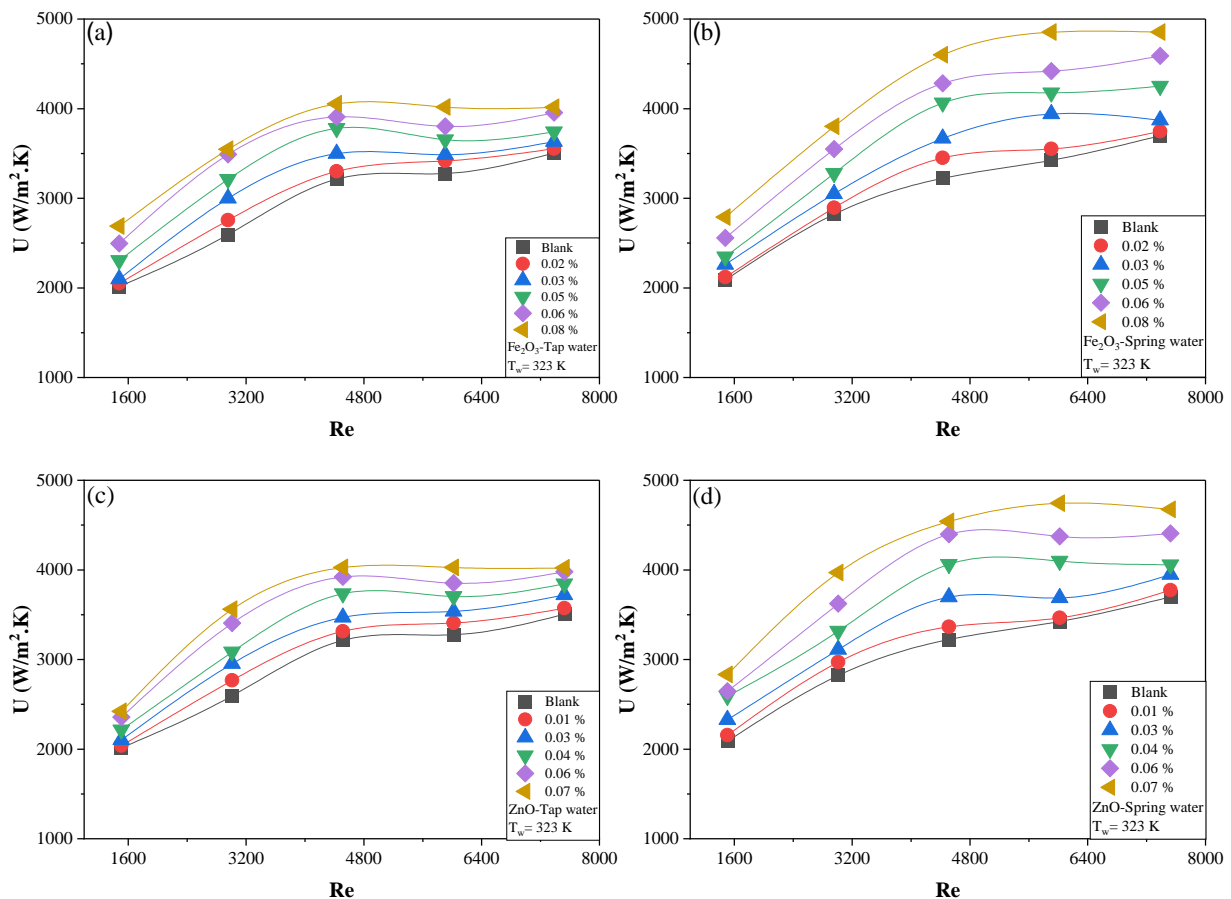 (a)
5000
4000
3000
2000
1000
U (W/m².K)
1600 3200 4800 6400 8000
Re
Blank
0.02 %
0.03 %
0.05 %
0.06 %
0.08 %
Fe₂O₃-Tap water
T_w= 323 K
(b)
5000
4000
3000
2000
1000
U (W/m².K)
1600 3200 4800 6400 8000
Re
Blank
0.02 %
0.03 %
0.05 %
0.06 %
0.08 %
Fe₂O₃-Spring water
T_w= 323 K
(c)
5000
4000
3000
2000
1000
U (W/m².K)
1600 3200 4800 6400 8000
Re
Blank
0.01 %
0.03 %
0.04 %
0.06 %
0.07 %
ZnO-Tap water
T_w= 323 K
(d)
5000
4000
3000
2000
1000
U (W/m².K)
1600 3200 4800 6400 8000
Re
Blank
0.01 %
0.03 %
0.04 %
0.06 %
0.07 %
ZnO-Spring water
T_w= 323 K